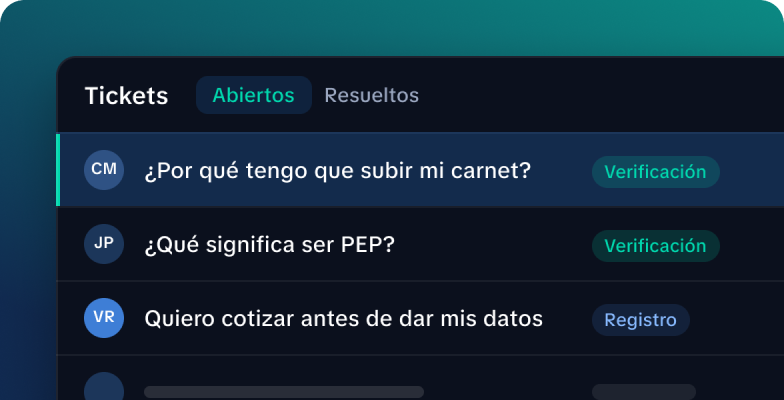 Tickets Abiertos Resueltos
CM ¿Por qué tengo que subir mi carnet? Verificación
JP ¿Qué significa ser PEP? Verificación
VR Quiero cotizar antes de dar mis datos Registro